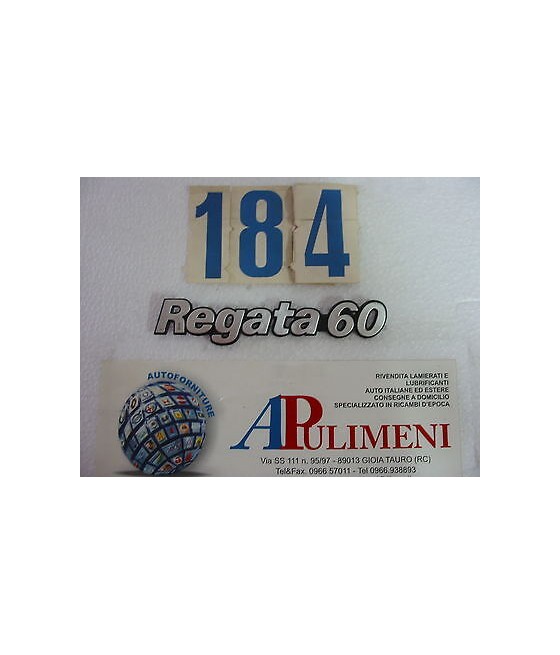 184
Regata 60
AUTOFORNITURE
RIVENDITA LAMIERATI E
LUBRIFICANTI
AUTO ITALIANE ED ESTERE
CONSEGNE A DOMICILIO
SPECIALIZZATO IN RICAMBI D'EPOCA
APULIMENI
Via SS 111 n. 95/97 - 89013 GIOIA TAURO (RC)
Tel&Fax. 0966 57011 - Tel 0966.938693